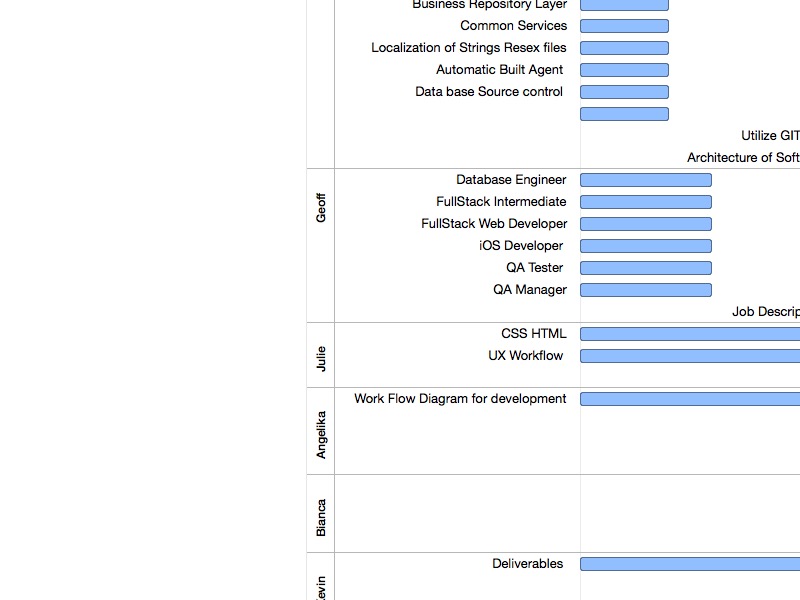 Business Repository Layer
Common Services
Localization of Strings Resex files
Automatic Built Agent
Data base Source control
Utilize GIT
Architecture of Soft
Geoff
Database Engineer
FullStack Intermediate
FullStack Web Developer
iOS Developer
QA Tester
QA Manager
Job Descrip
Julie
CSS HTML
UX Workflow
Angelika
Work Flow Diagram for development
Bianca
evin
Deliverables